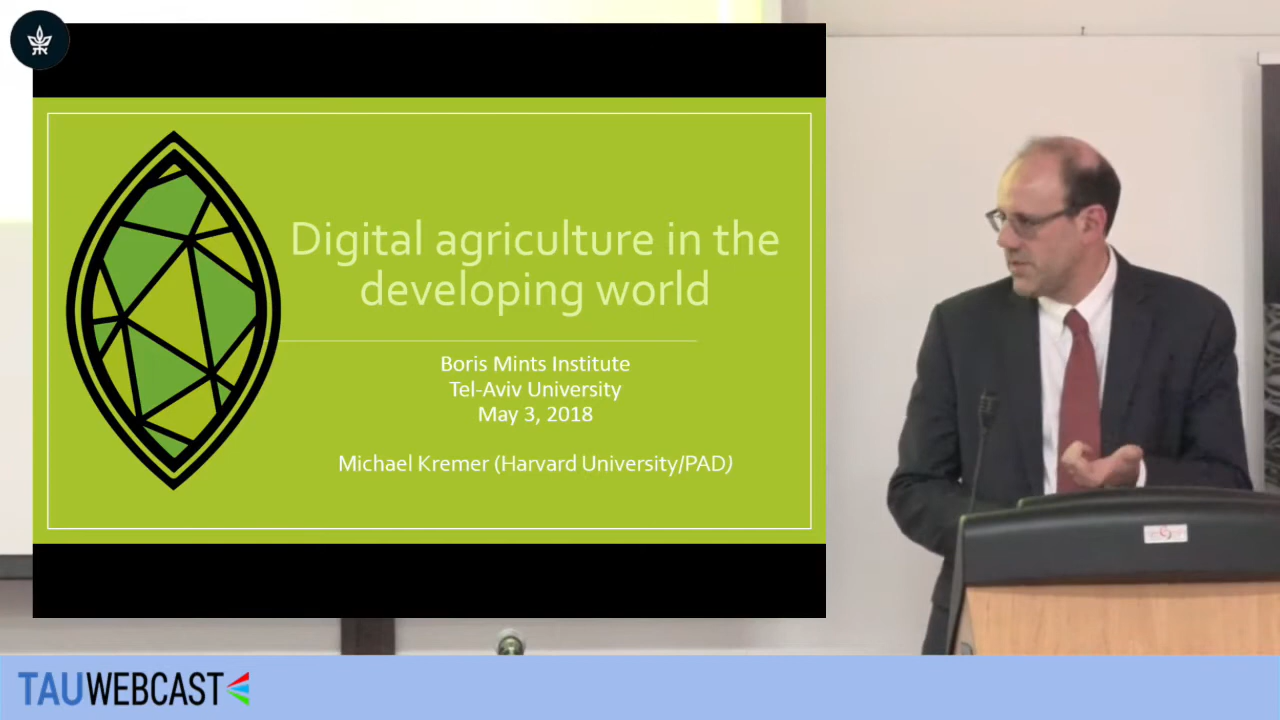 Digital agriculture in the
developing world
Boris Mints Institute
Tel-Aviv University
May 3, 2018
Michael Kremer (Harvard University/PAD)
TAUWEBCAST